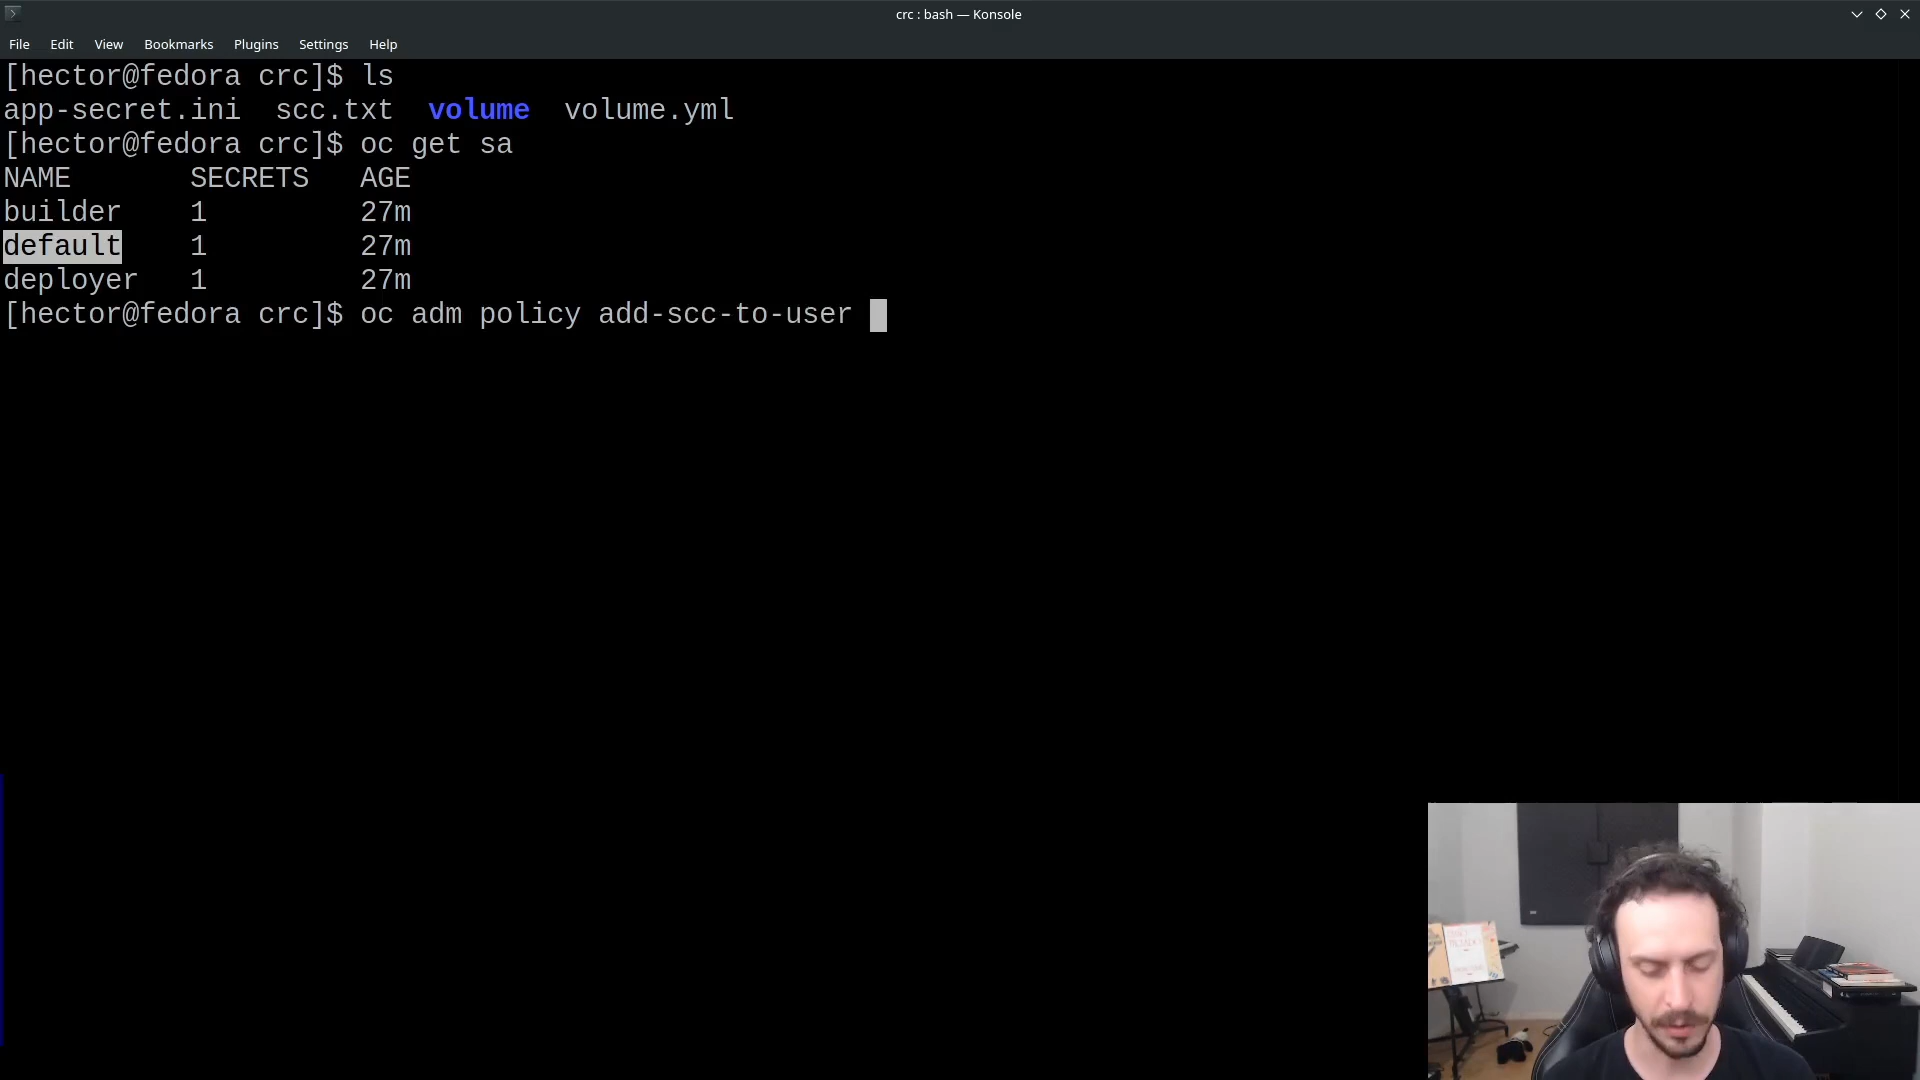 crc : bash — Konsole
File Edit View Bookmarks Plugins Settings Help
[hector@fedora crc]$ ls
app-secret.ini  scc.txt  volume  volume.yml
[hector@fedora crc]$ oc get sa
NAME       SECRETS   AGE
builder    1         27m
default    1         27m
deployer   1         27m
[hector@fedora crc]$ oc adm policy add-scc-to-user